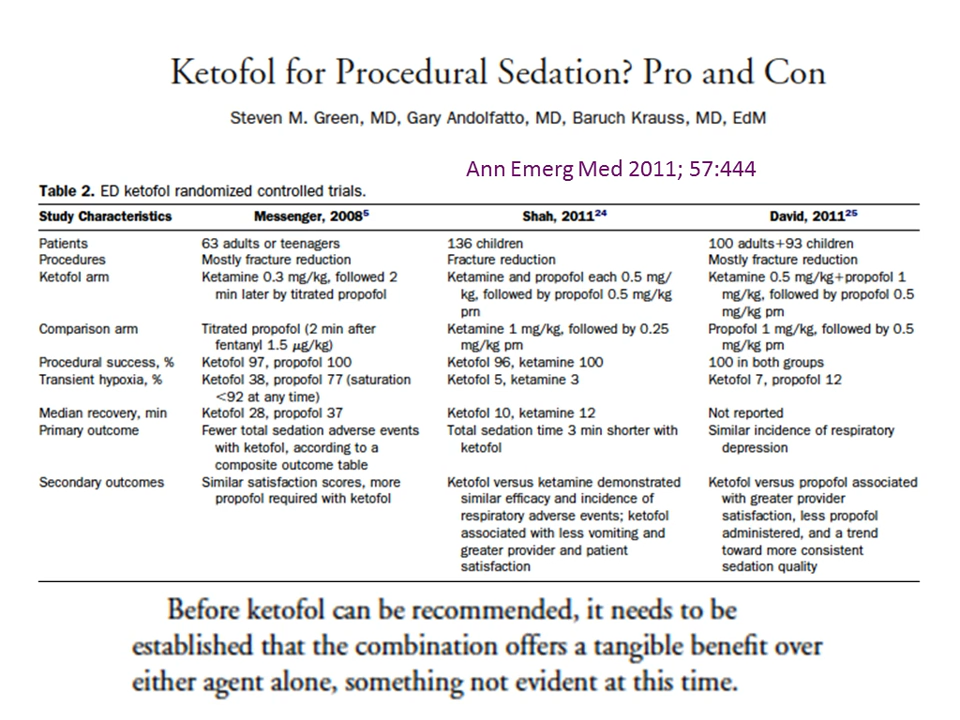 Ketofol for Procedural Sedation? Pro and Con
Steven M. Green, MD, Gary Andolfatto, MD, Baruch Krauss, MD, EdM
Ann Emerg Med 2011; 57:444
Table 2. ED ketofol randomized controlled trials.
Study Characteristics Messenger, 2008⁵ Shah, 2011²⁴ David, 2011²⁵
Patients 63 adults or teenagers 136 children 100 adults+93 children
Procedures Mostly fracture reduction Fracture reduction Mostly fracture reduction
Ketofol arm Ketamine 0.3 mg/kg, followed 2 Ketamine and propofol each 0.5 mg/ Ketamine 0.5 mg/kg+propofol 1
min later by titrated propofol kg, followed by propofol 0.5 mg/kg, followed by propofol 0.5
prn mg/kg prn
Comparison arm Titrated propofol (2 min after Ketamine 1 mg/kg, followed by 0.25 Propofol 1 mg/kg, followed by 0.5
fentanyl 1.5 μg/kg) mg/kg prn mg/kg prn
Procedural success, % Ketofol 97, propofol 100 Ketofol 96, ketamine 100 100 in both groups
Transient hypoxia, % Ketofol 38, propofol 77 (saturation Ketofol 5, ketamine 3 Ketofol 7, propofol 12
<92 at any time)
Median recovery, min Ketofol 28, propofol 37 Ketofol 10, ketamine 12 Not reported
Primary outcome Fewer total sedation adverse events Total sedation time 3 min shorter with Similar incidence of respiratory
with ketofol, according to a ketofol depression
composite outcome table
Secondary outcomes Similar satisfaction scores, more Ketofol versus ketamine demonstrated Ketofol versus propofol associated
propofol required with ketofol similar efficacy and incidence of with greater provider
respiratory adverse events; ketofol satisfaction, less propofol
associated with less vomiting and administered, and a trend
greater provider and patient toward more consistent
satisfaction sedation quality
Before ketofol can be recommended, it needs to be
established that the combination offers a tangible benefit over
either agent alone, something not evident at this time.